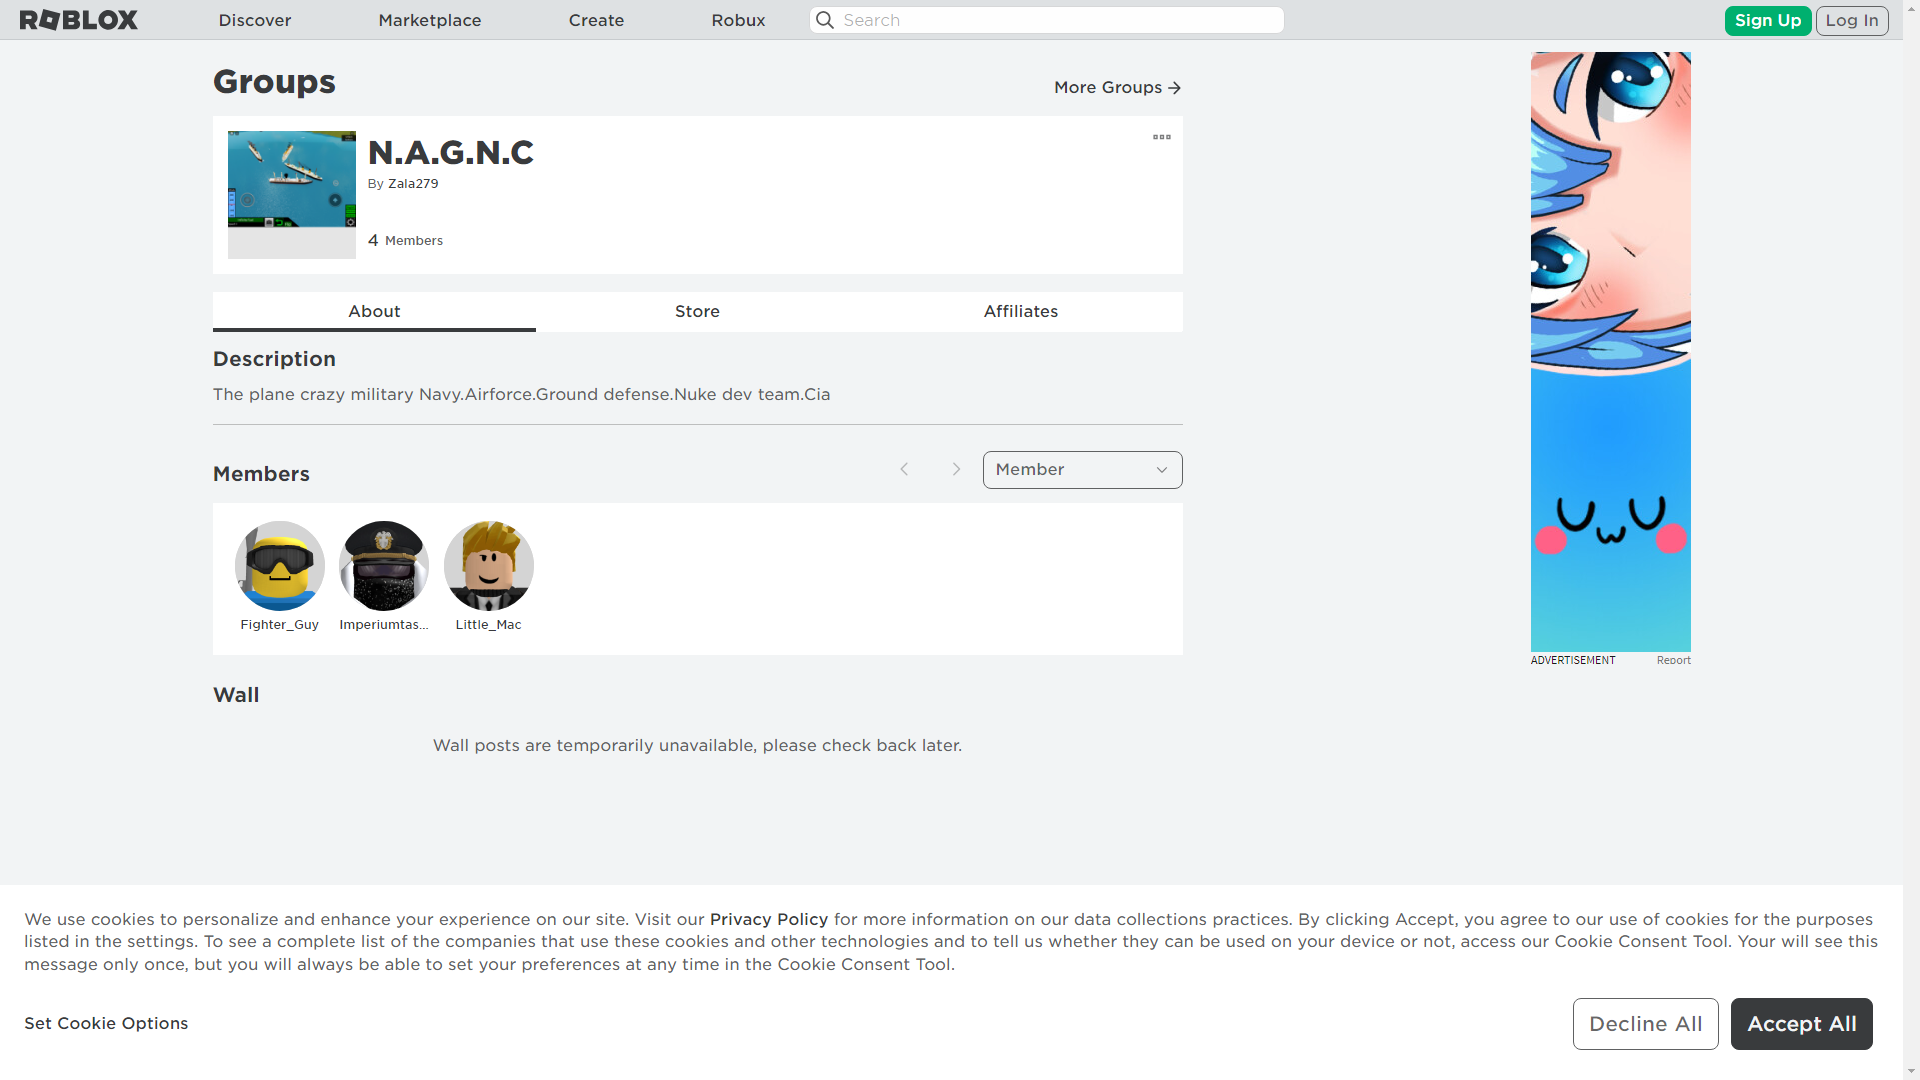 ROBLOX
Discover
Marketplace
Create
Robux
Search
Sign Up
Log In
Groups
More Groups
N.A.G.N.C
By Zala279
4 Members
About
Store
Affiliates
Description
The plane crazy military Navy.Airforce.Ground defense.Nuke dev team.Cia
Members
Member
Fighter_Guy
Imperiumtas...
Little_Mac
ADVERTISEMENT
Report
Wall
Wall posts are temporarily unavailable, please check back later.
We use cookies to personalize and enhance your experience on our site. Visit our Privacy Policy for more information on our data collections practices. By clicking Accept, you agree to our use of cookies for the purposes
listed in the settings. To see a complete list of the companies that use these cookies and other technologies and to tell us whether they can be used on your device or not, access our Cookie Consent Tool. Your will see this
message only once, but you will always be able to set your preferences at any time in the Cookie Consent Tool.
Set Cookie Options
Decline All
Accept All